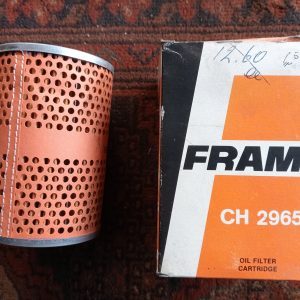 12.60
FRAM
CH 2965
OIL FILTER
CARTRIDGE